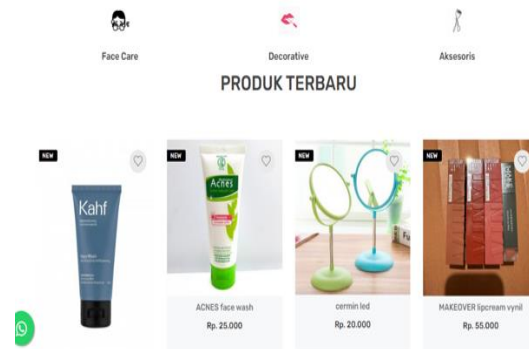 Face Care
Decorative
Aksesoris
PRODUK TERBARU
NEW
NEW
NEW
NEW
Kahf
Acnes
ACNES face wash
cermin led
MAKEOVER lipcream vynil
Rp. 25.000
Rp. 20.000
Rp. 55.000